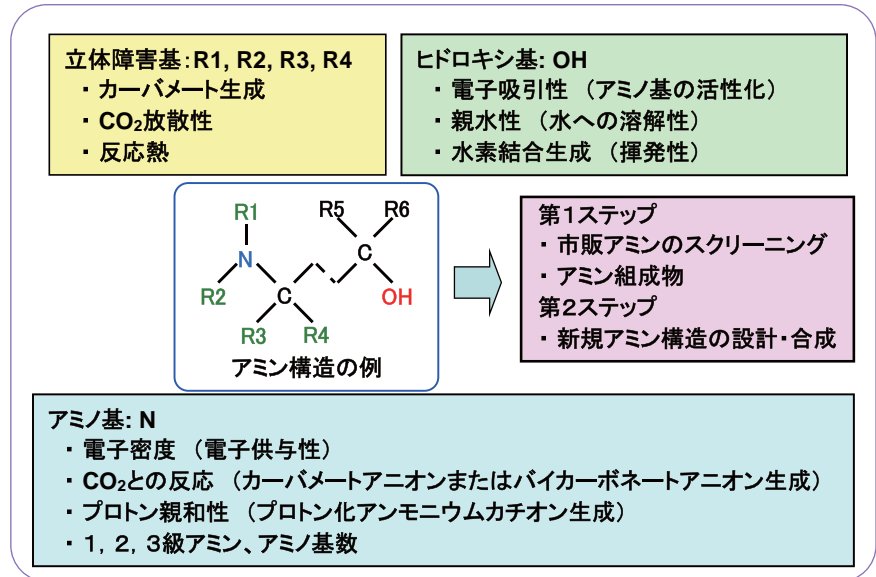 立体障害基:R1, R2, R3, R4
・ カーバメート生成
・ CO₂放散性
・ 反応熱
ヒドロキシ基: OH
・ 電子吸引性 (アミノ基の活性化)
・ 親水性 (水への溶解性)
・ 水素結合生成 (揮発性)
R1
R5
R6
N
C
R2
C
OH
R3
R4
アミン構造の例
第1ステップ
・ 市販アミンのスクリーニング
・ アミン組成物
第2ステップ
・ 新規アミン構造の設計・合成
アミノ基: N
・ 電子密度 (電子供与性)
・ CO₂との反応 (カーバメートアニオンまたはバイカーボネートアニオン生成)
・ プロトン親和性 (プロトン化アンモニウムカチオン生成)
・ 1, 2, 3級アミン、アミノ基数